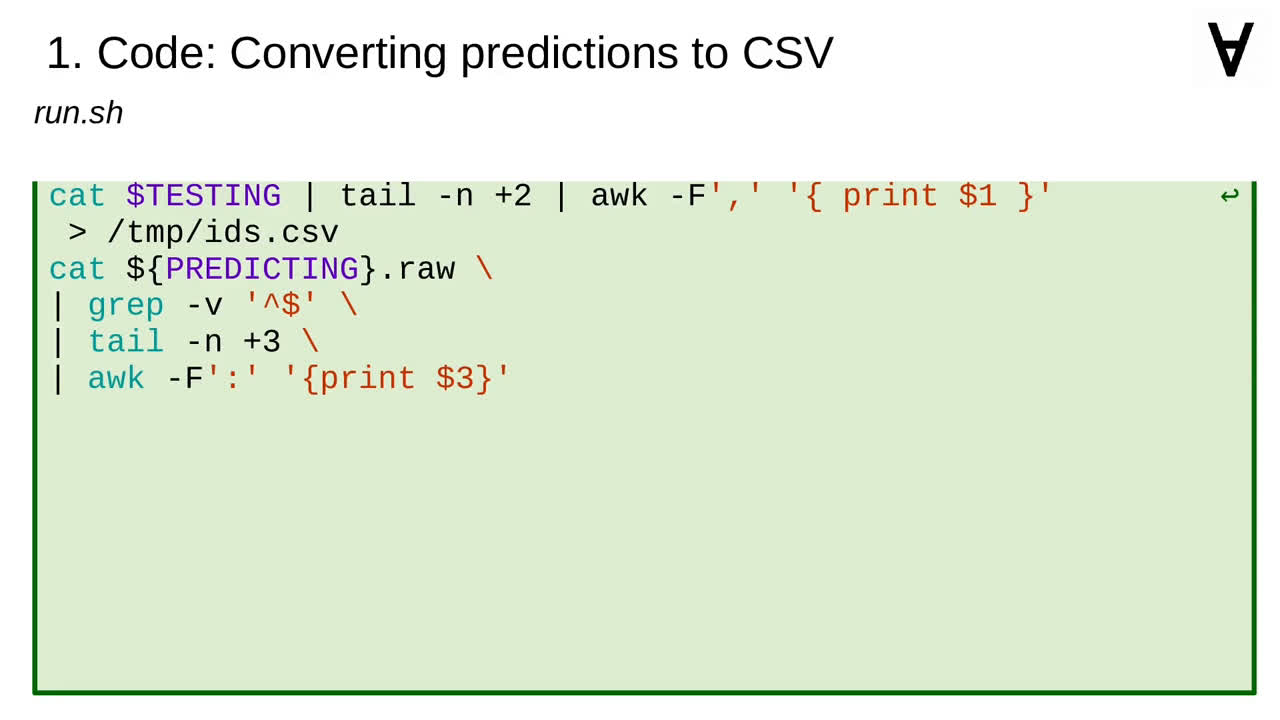 1. Code: Converting predictions to CSV
∀
run.sh
cat $TESTING | tail -n +2 | awk -F',' '{ print $1 }' ↩
 > /tmp/ids.csv
cat ${PREDICTING}.raw \
| grep -v '^$' \
| tail -n +3 \
| awk -F':' '{print $3}'